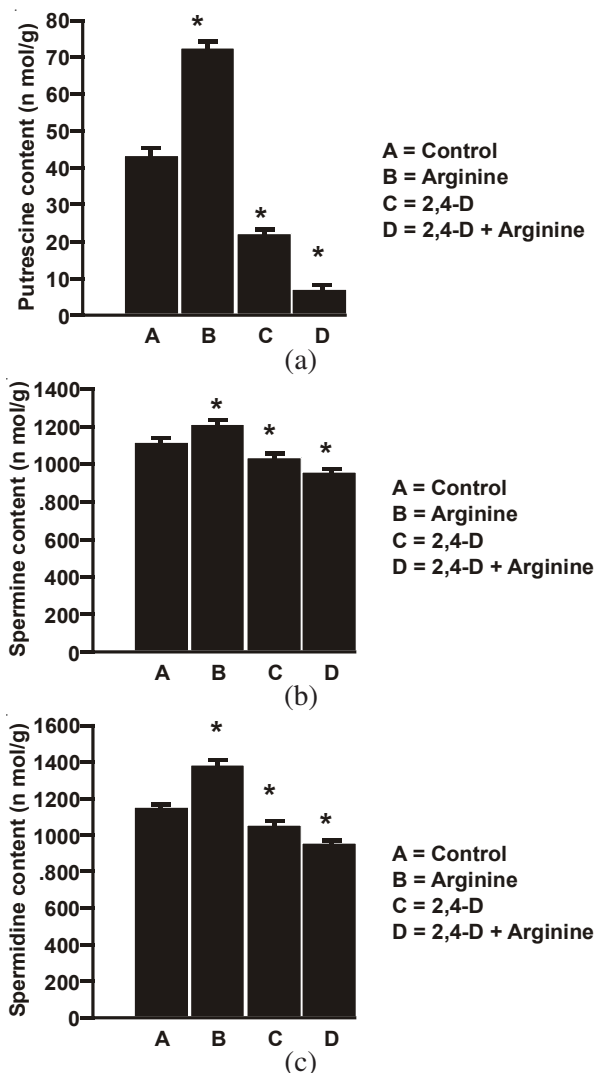 Putrescine content (n mol/g)
80
70
60
50
40
30
20
10
0
*
*
*
A B C D
A = Control
B = Arginine
C = 2,4-D
D = 2,4-D + Arginine
(a)
Spermine content (n mol/g)
1400
1200
1000
.800
600
400
200
0
*
*
*
A B C D
A = Control
B = Arginine
C = 2,4-D
D = 2,4-D + Arginine
(b)
Spermidine content (n mol/g)
1600
1400
1200
1000
.800
600
400
200
0
*
*
*
A B C D
A = Control
B = Arginine
C = 2,4-D
D = 2,4-D + Arginine
(c)